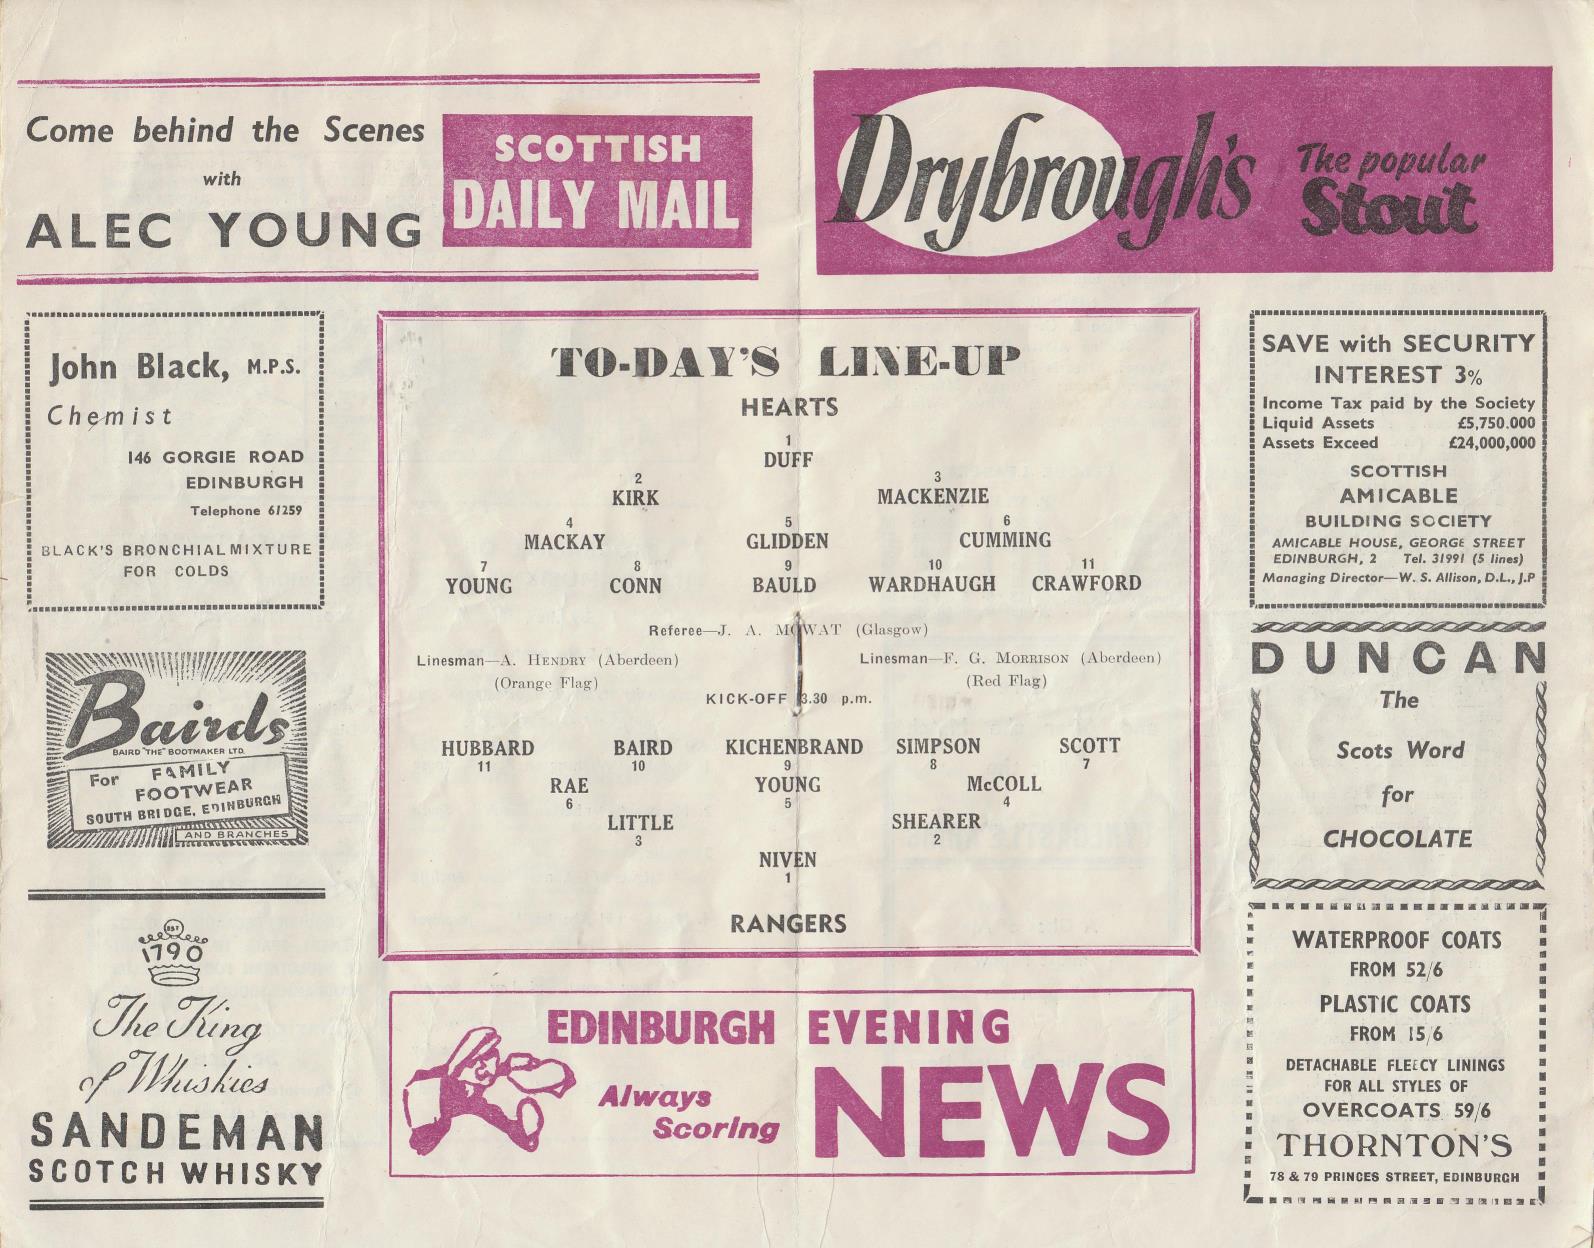 Come behind the Scenes
with
ALEC YOUNG
SCOTTISH
DAILY MAIL
Drybrough's
The popular
Stout
John Black, M.P.S.
Chemist
146 GORGIE ROAD
EDINBURGH
Telephone 61259
BLACK'S BRONCHIAL MIXTURE
FOR COLDS
Bairds
BAIRD "THE" BOOTMAKER LTD.
For FAMILY
FOOTWEAR
SOUTH BRIDGE, EDINBURGH
AND BRANCHES
EST
1790
The King
of Whiskies
SANDEMAN
SCOTCH WHISKY
TO-DAY'S LINE-UP
HEARTS
1
DUFF
2 3
KIRK MACKENZIE
4 5 6
MACKAY GLIDDEN CUMMING
7 8 9 10 11
YOUNG CONN BAULD WARDHAUGH CRAWFORD
Referee—J. A. MOWAT (Glasgow)
Linesman—A. HENDRY (Aberdeen) Linesman—F. G. MORRISON (Aberdeen)
(Orange Flag) (Red Flag)
KICK-OFF 3.30 p.m.
HUBBARD BAIRD KICHENBRAND SIMPSON SCOTT
11 10 9 8 7
RAE YOUNG McCOLL
6 5 4
LITTLE SHEARER
3 2
NIVEN
1
RANGERS
EDINBURGH EVENING
NEWS
Always
Scoring
SAVE with SECURITY
INTEREST 3%
Income Tax paid by the Society
Liquid Assets £5,750.000
Assets Exceed £24,000,000
SCOTTISH
AMICABLE
BUILDING SOCIETY
AMICABLE HOUSE, GEORGE STREET
EDINBURGH, 2 Tel. 31991 (5 lines)
Managing Director—W. S. Allison, D.L., J.P
DUNCAN
The
Scots Word
for
CHOCOLATE
WATERPROOF COATS
FROM 52/6
PLASTIC COATS
FROM 15/6
DETACHABLE FLEECY LININGS
FOR ALL STYLES OF
OVERCOATS 59/6
THORNTON'S
78 & 79 PRINCES STREET, EDINBURGH